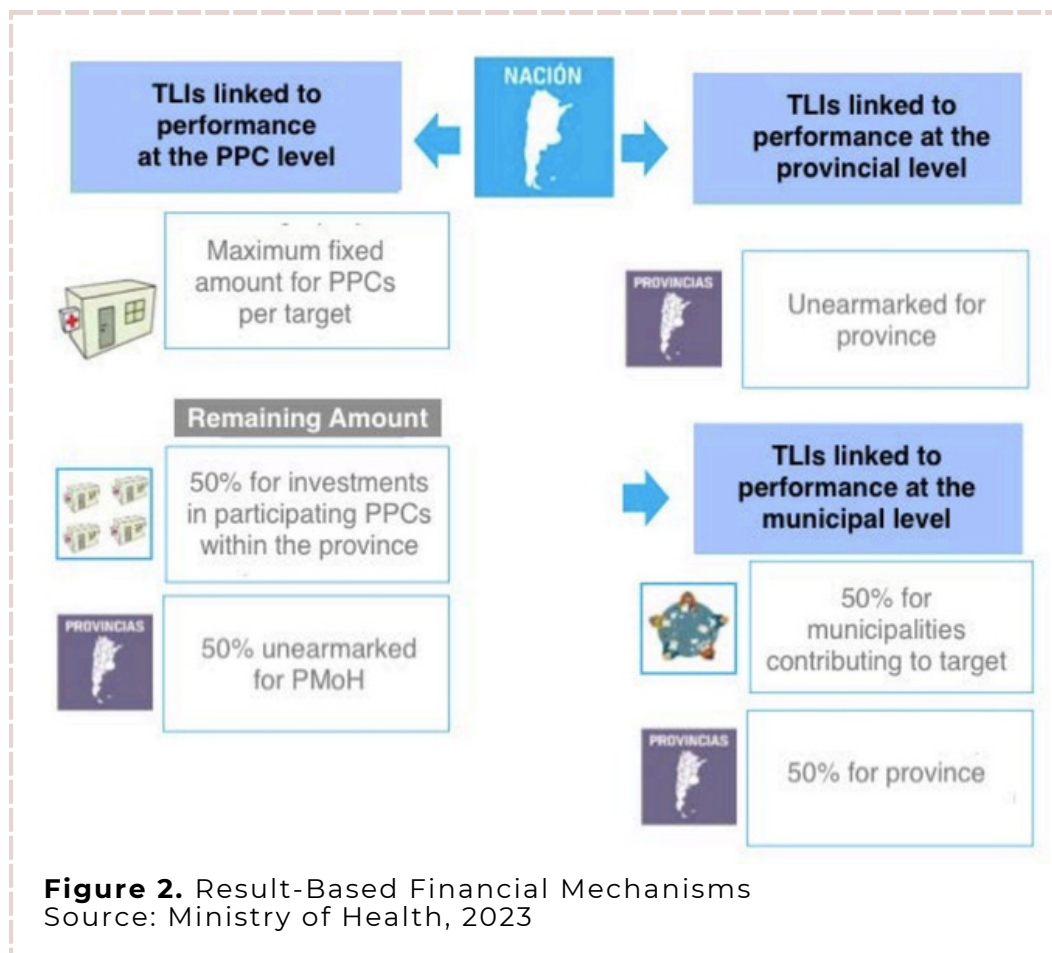 NACIÓN
TLIs linked to
performance
at the PPC level
Maximum fixed
amount for PPCs
per target
Remaining Amount
50% for investments
in participating PPCs
within the province
PROVINCIAS
50% unearmarked
for PMoH
TLIs linked to
performance at the
provincial level
PROVINCIAS
Unearmarked for
province
TLIs linked to
performance at the
municipal level
50% for
municipalities
contributing to target
PROVINCIAS
50% for province
Figure 2. Result-Based Financial Mechanisms
Source: Ministry of Health, 2023